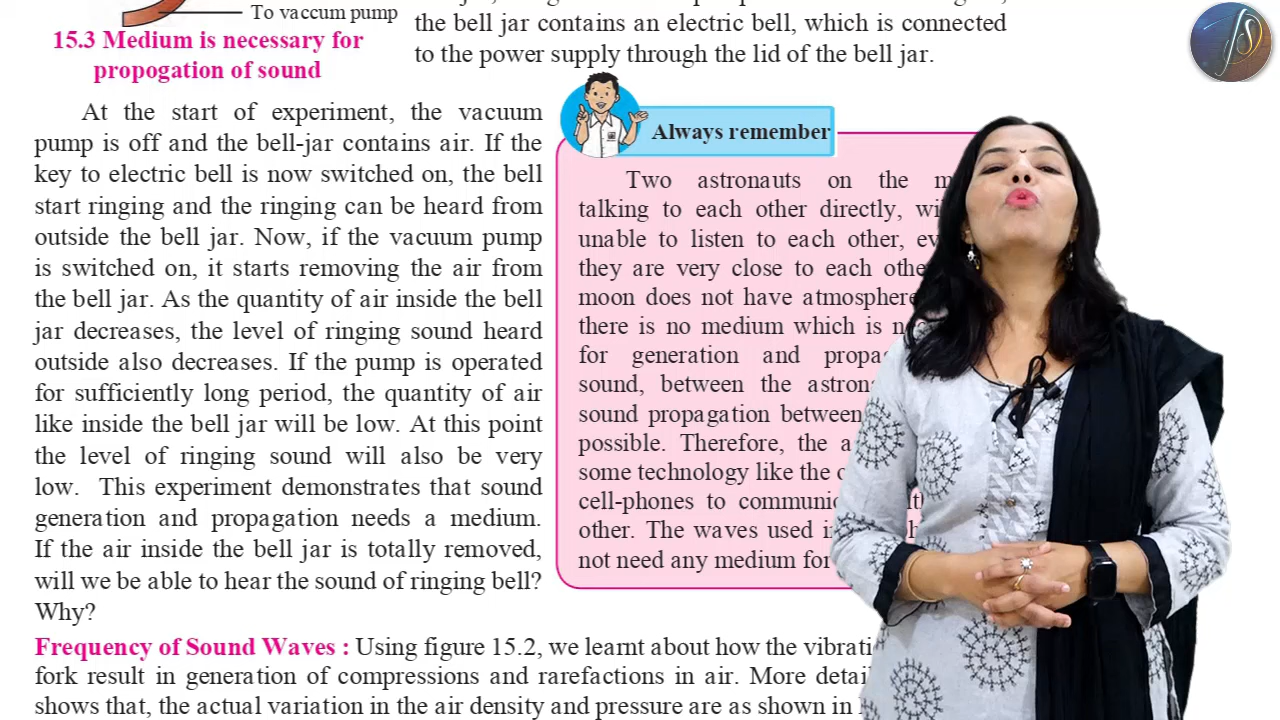 To vaccum pump
15.3 Medium is necessary for
propogation of sound
the bell jar contains an electric bell, which is connected
to the power supply through the lid of the bell jar.
At the start of experiment, the vacuum
pump is off and the bell-jar contains air. If the
key to electric bell is now switched on, the bell
start ringing and the ringing can be heard from
outside the bell jar. Now, if the vacuum pump
is switched on, it starts removing the air from
the bell jar. As the quantity of air inside the bell
jar decreases, the level of ringing sound heard
outside also decreases. If the pump is operated
for sufficiently long period, the quantity of air
like inside the bell jar will be low. At this point
the level of ringing sound will also be very
low. This experiment demonstrates that sound
generation and propagation needs a medium.
If the air inside the bell jar is totally removed,
will we be able to hear the sound of ringing bell?
Why?
Always remember
Two astronauts on the
talking to each other directly,
unable to listen to each other,
they are very close to each
moon does not have atmosphere
there is no medium which is
for generation and
sound, between the
sound propagation between
possible. Therefore, the
some technology like the
cell-phones to
other. The waves used
not need any medium for
Frequency of Sound Waves : Using figure 15.2, we learnt about how the
fork result in generation of compressions and rarefactions in air. More
shows that, the actual variation in the air density and pressure are as shown in